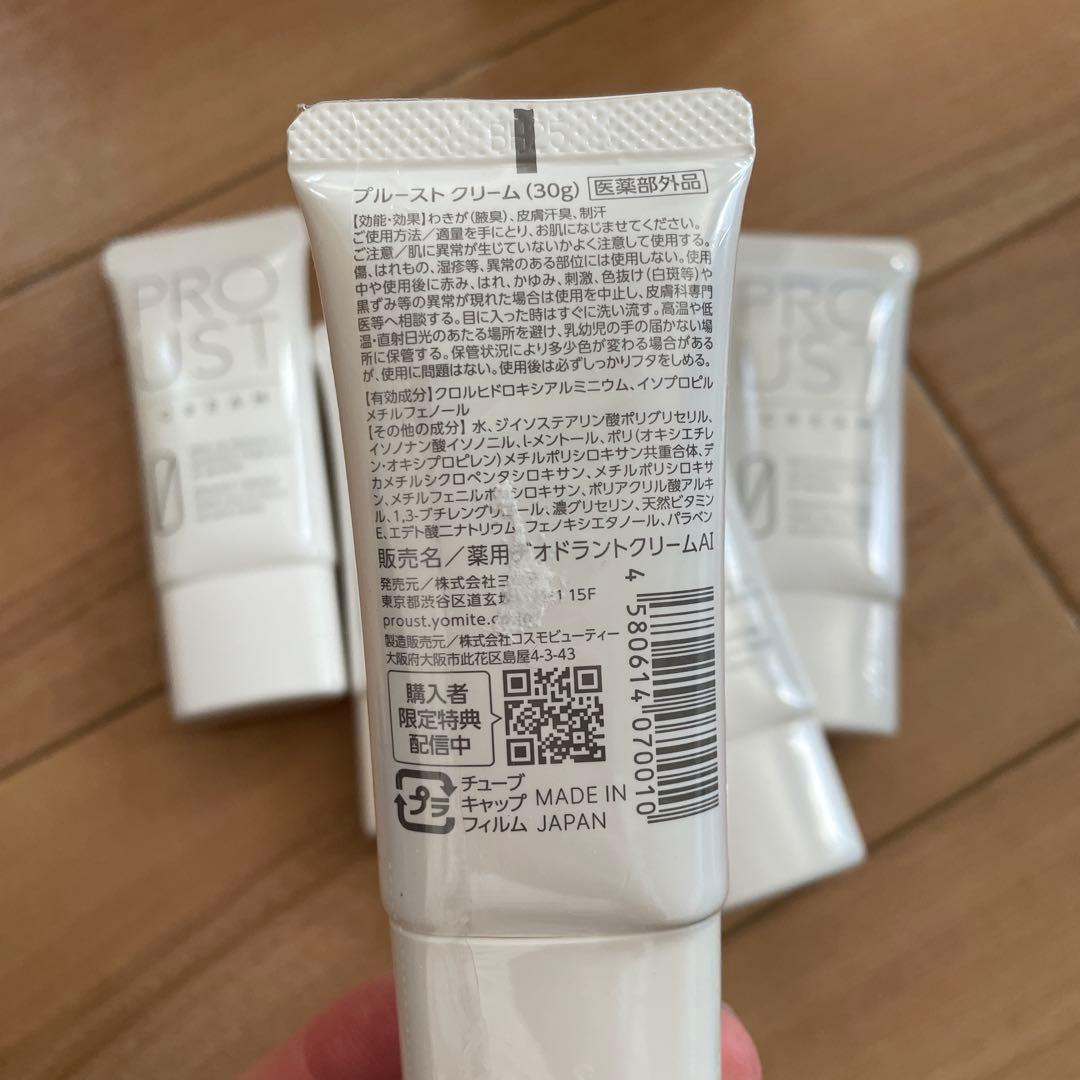 プルースト クリーム (30g) 医薬部外品
【効能・効果】わきが（腋臭）、皮膚汗臭、制汗
ご使用方法／適量を手にとり、お肌になじませてください。
ご注意／肌に異常が生じていないかよく注意して使用する。
傷、はれもの、湿疹等、異常のある部位には使用しない。使用
中や使用後に赤み、はれ、かゆみ、刺激、色抜け(白斑等)や
黒ずみ等の異常が現れた場合は使用を中止し、皮膚科専門
医等へ相談する。目に入った時はすぐに洗い流す。高温や低
温・直射日光のあたる場所を避け、乳幼児の手の届かない場
所に保管する。保管状況により多少色が変わる場合がある
が、使用に問題はない。使用後は必ずしっかりフタをしめる。
【有効成分】クロルヒドロキシアルミニウム、イソプロピル
メチルフェノール
【その他の成分】水、ジイソステアリン酸ポリグリセリル、
イソノナン酸イソノニル、l-メントール、ポリ(オキシエチレ
ン・オキシプロピレン)メチルポリシロキサン共重合体、デ
カメチルシクロペンタシロキサン、メチルポリシロキサ
ン、メチルフェニルポリシロキサン、ポリアクリル酸アルキ
ル、1,3-ブチレングリコール、濃グリセリン、天然ビタミン
E、エデト酸二ナトリウム、フェノキシエタノール、パラベン
販売名／薬用デオドラントクリームAI
発売元／株式会社ヨ
東京都渋谷区道玄坂 15F
proust.yomite.co.jp
製造販売元／株式会社コスモビューティー
大阪府大阪市此花区島屋4-3-43
購入者
限定特典
配信中
プラ
チューブ
キャップ
フィルム
MADE IN
JAPAN
4 580614 070010
PRO
UST
CREAM
0
PRO
UST
CREAM
0